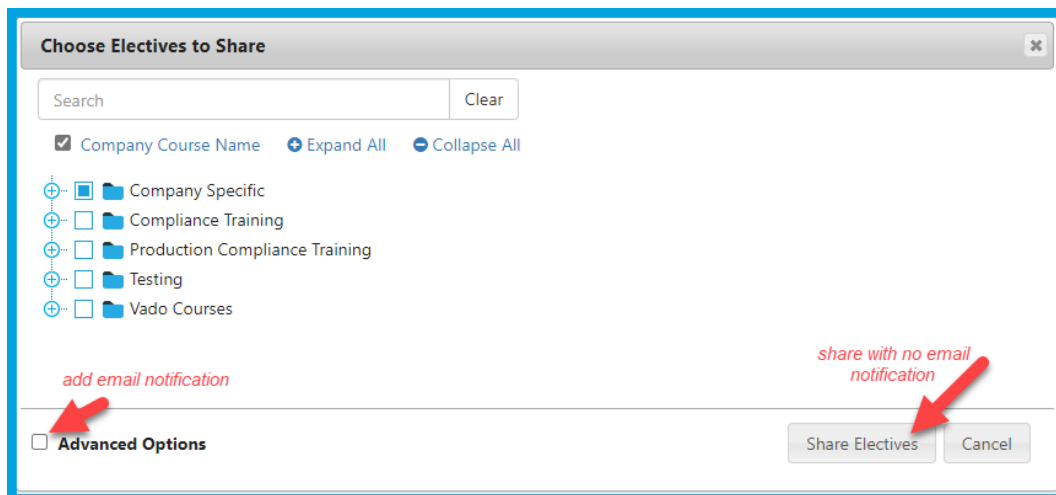 Choose Electives to Share
Search
Clear
Company Course Name
Expand All
Collapse All
Company Specific
Compliance Training
Production Compliance Training
Testing
Vado Courses
add email notification
share with no email
notification
Advanced Options
Share Electives
Cancel